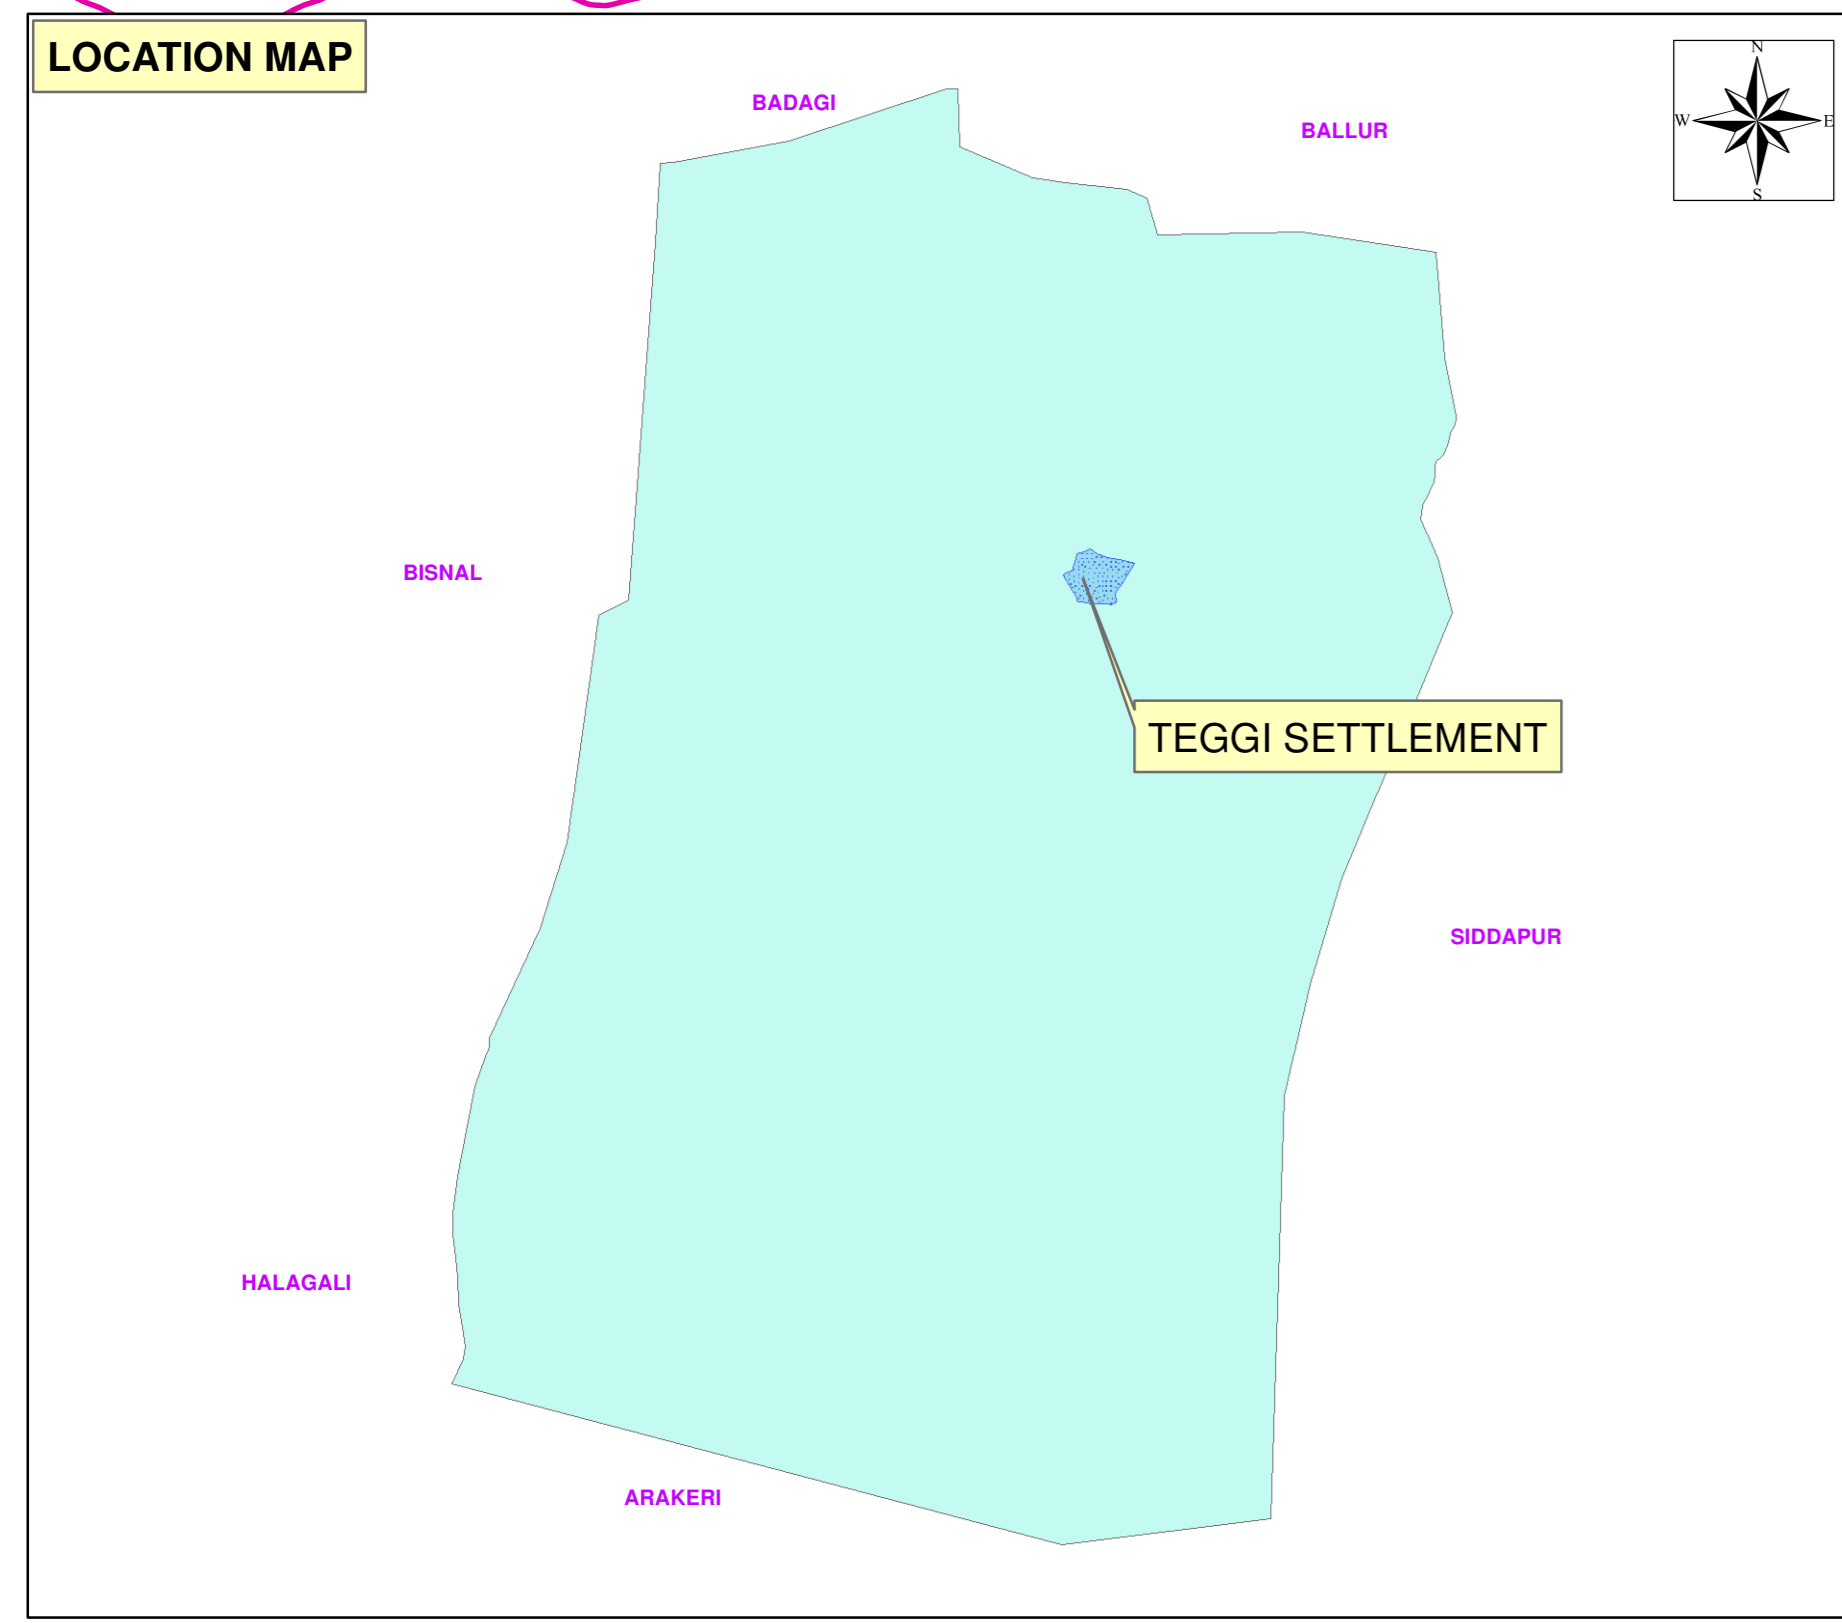 LOCATION MAP
N
BADAGI
W
E
BALLUR
S
BISNAL
TEGGI SETTLEMENT
SIDDAPUR
HALAGALI
ARAKERI